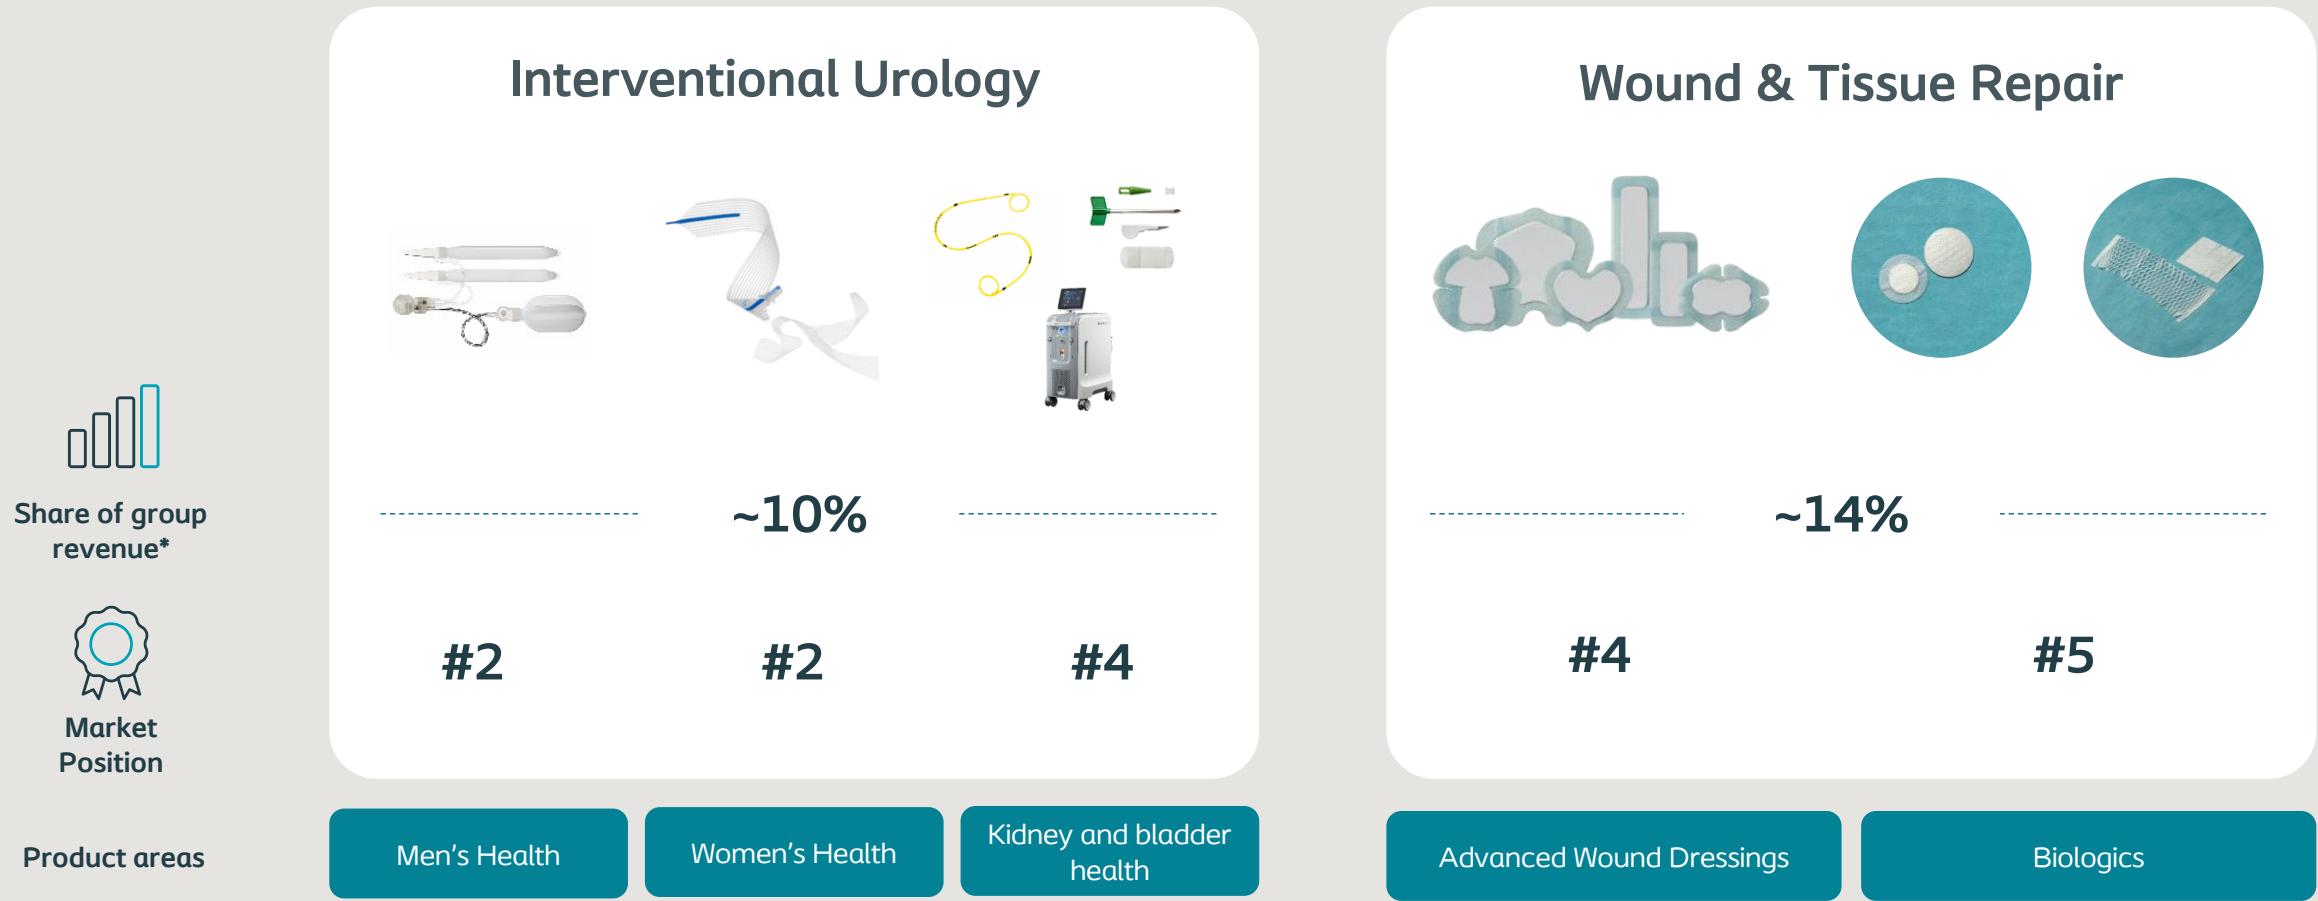 Interventional Urology
Wound & Tissue Repair
Share of group
revenue*
~10%
~14%
Market
Position
#2
#2
#4
#4
#5
Product areas
Men's Health
Women's Health
Kidney and bladder
health
Advanced Wound Dressings
Biologics